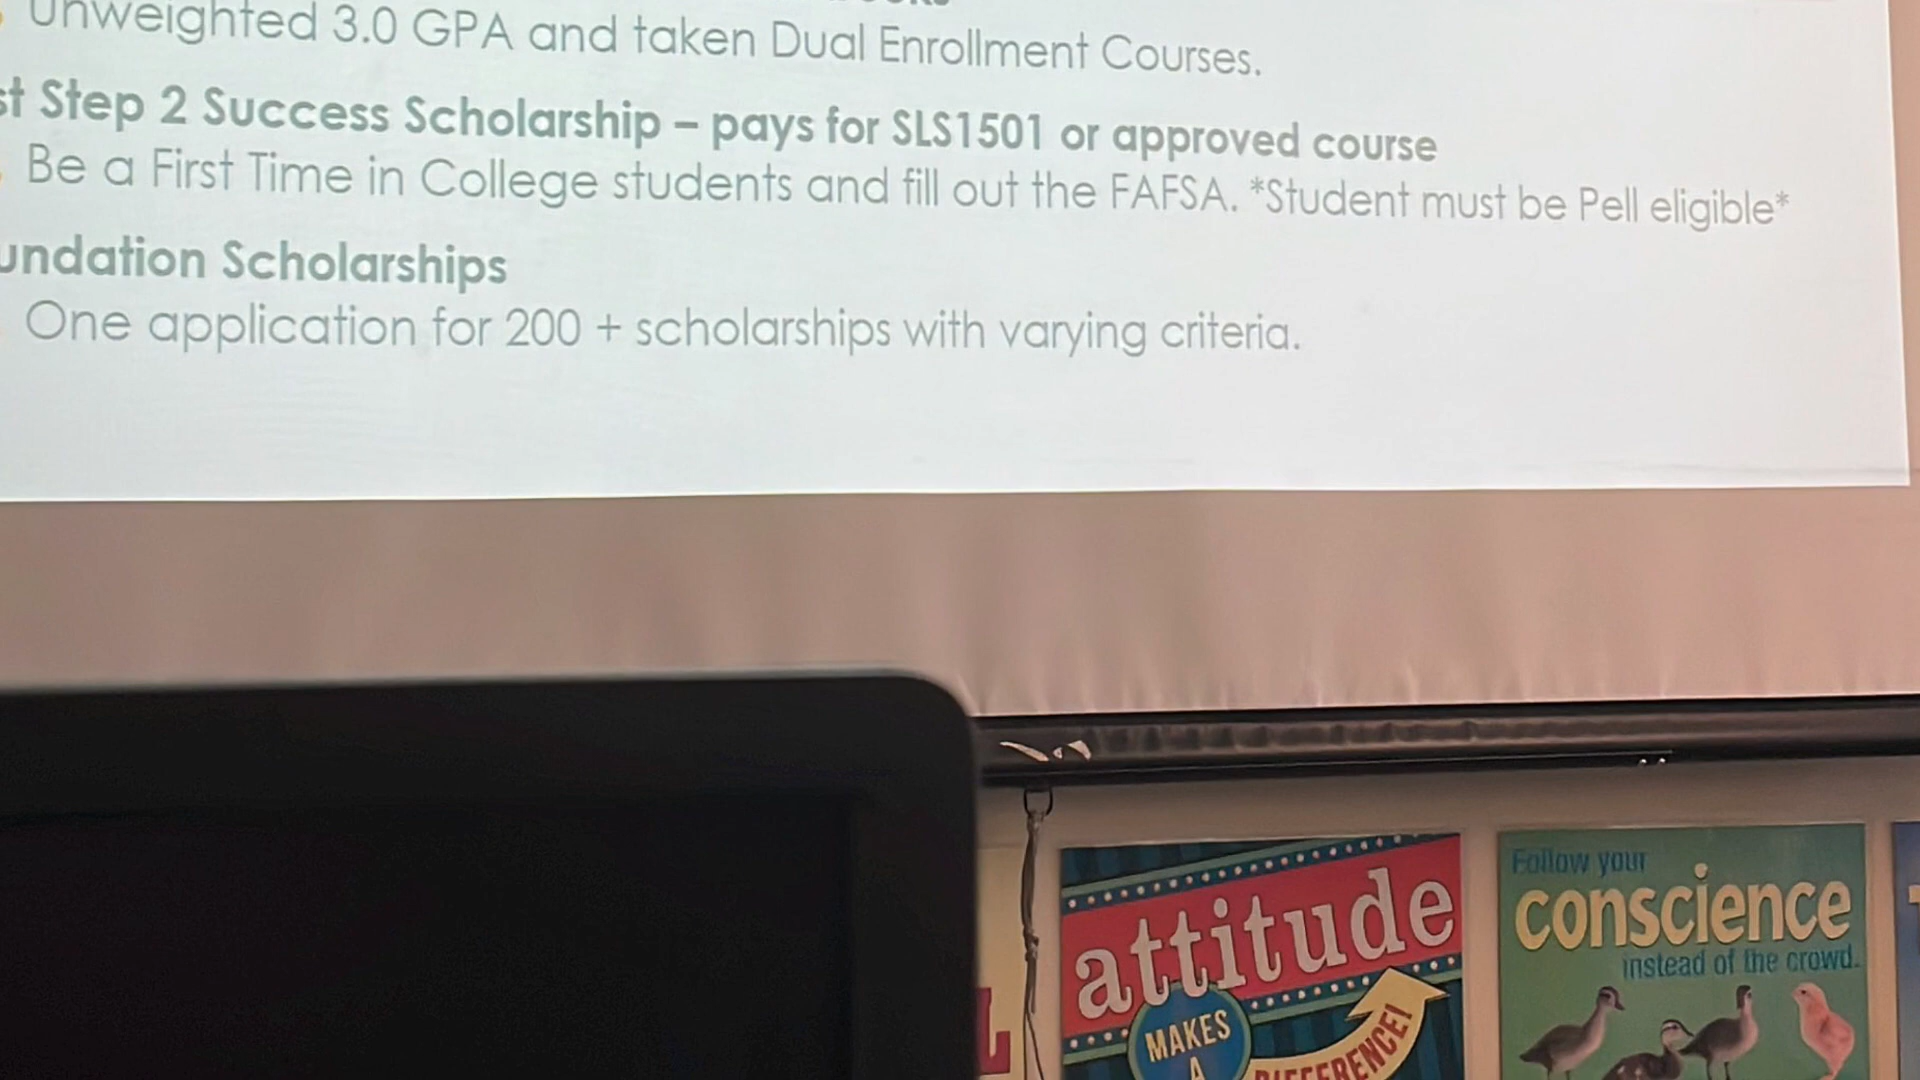 Unweighted 3.0 GPA and taken Dual Enrollment Courses.
st Step 2 Success Scholarship – pays for SLS1501 or approved course
Be a First Time in College students and fill out the FAFSA. *Student must be Pell eligible*
undation Scholarships
One application for 200 + scholarships with varying criteria.
attitude
MAKES
A
DIFFERENCE!
Follow your
conscience
instead of the crowd.